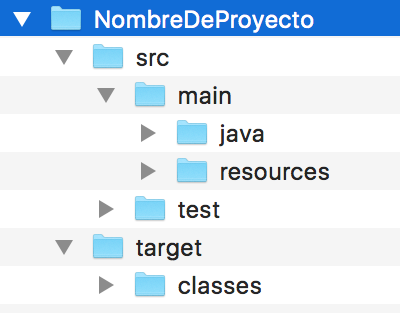 NombreDeProyecto
src
main
java
resources
test
target
classes